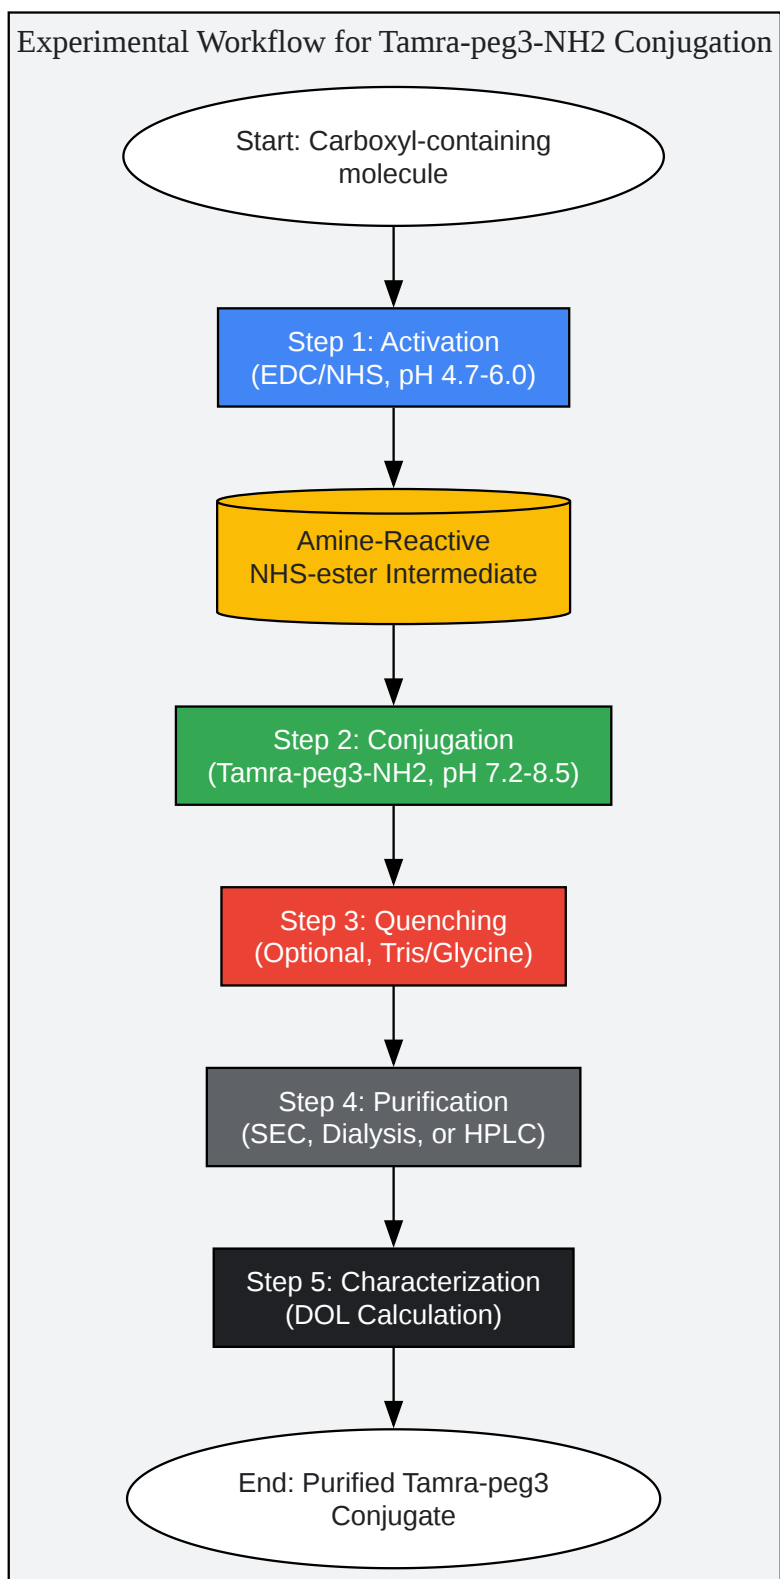 Experimental Workflow for Tamra-peg3-NH2 Conjugation
Start: Carboxyl-containing
molecule
Step 1: Activation
(EDC/NHS, pH 4.7-6.0)
Amine-Reactive
NHS-ester Intermediate
Step 2: Conjugation
(Tamra-peg3-NH2, pH 7.2-8.5)
Step 3: Quenching
(Optional, Tris/Glycine)
Step 4: Purification
(SEC, Dialysis, or HPLC)
Step 5: Characterization
(DOL Calculation)
End: Purified Tamra-peg3
Conjugate